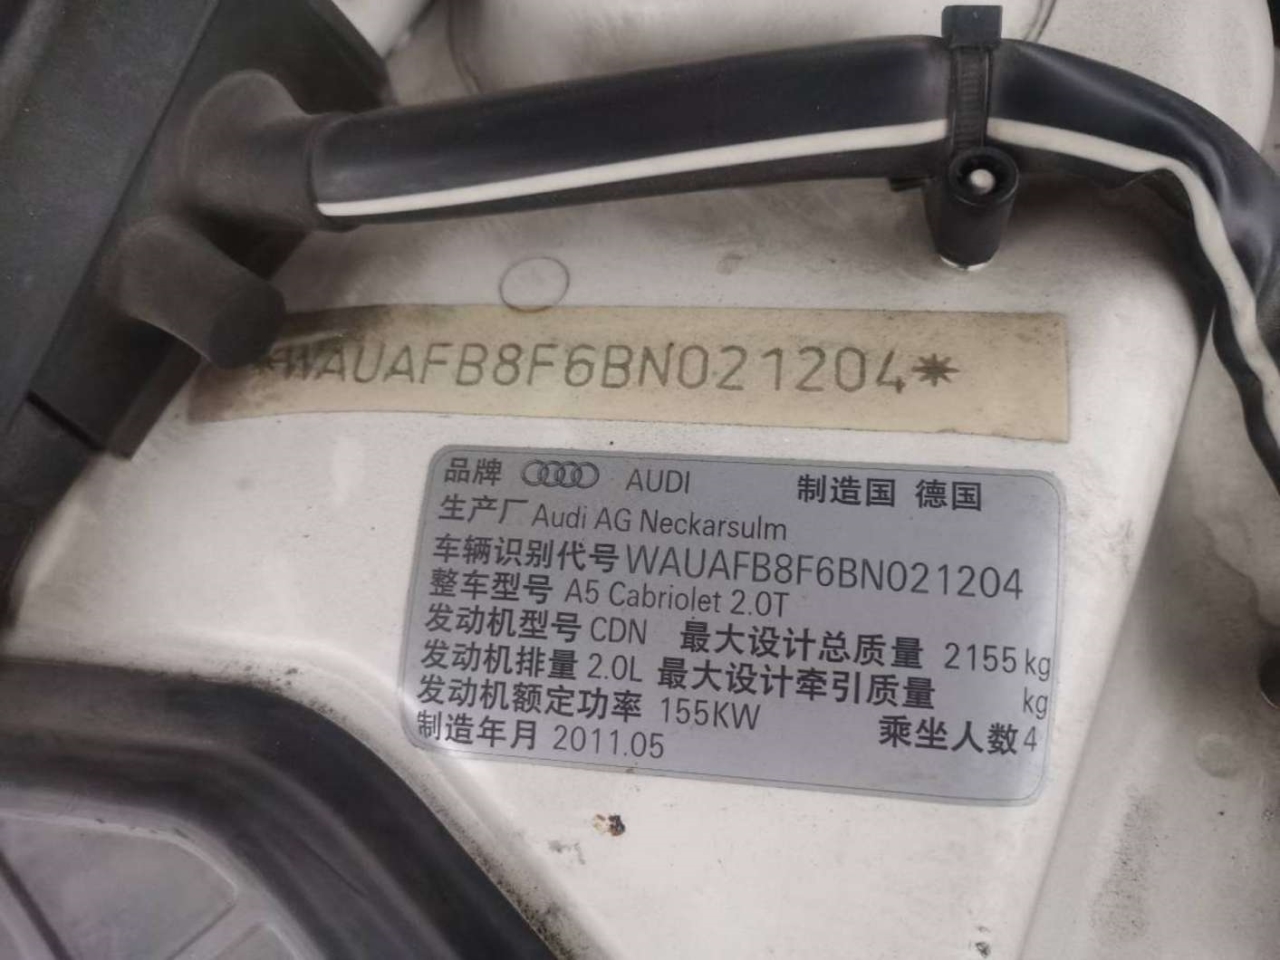 *WAUAFB8F6BN021204*
品牌 AUDI 制造国 德国
生产厂 Audi AG Neckarsulm
车辆识别代号 WAUAFB8F6BN021204
整车型号 A5 Cabriolet 2.0T
发动机型号 CDN 最大设计总质量 2155 kg
发动机排量 2.0L 最大设计牵引质量 kg
发动机额定功率 155KW 乘坐人数 4
制造年月 2011.05